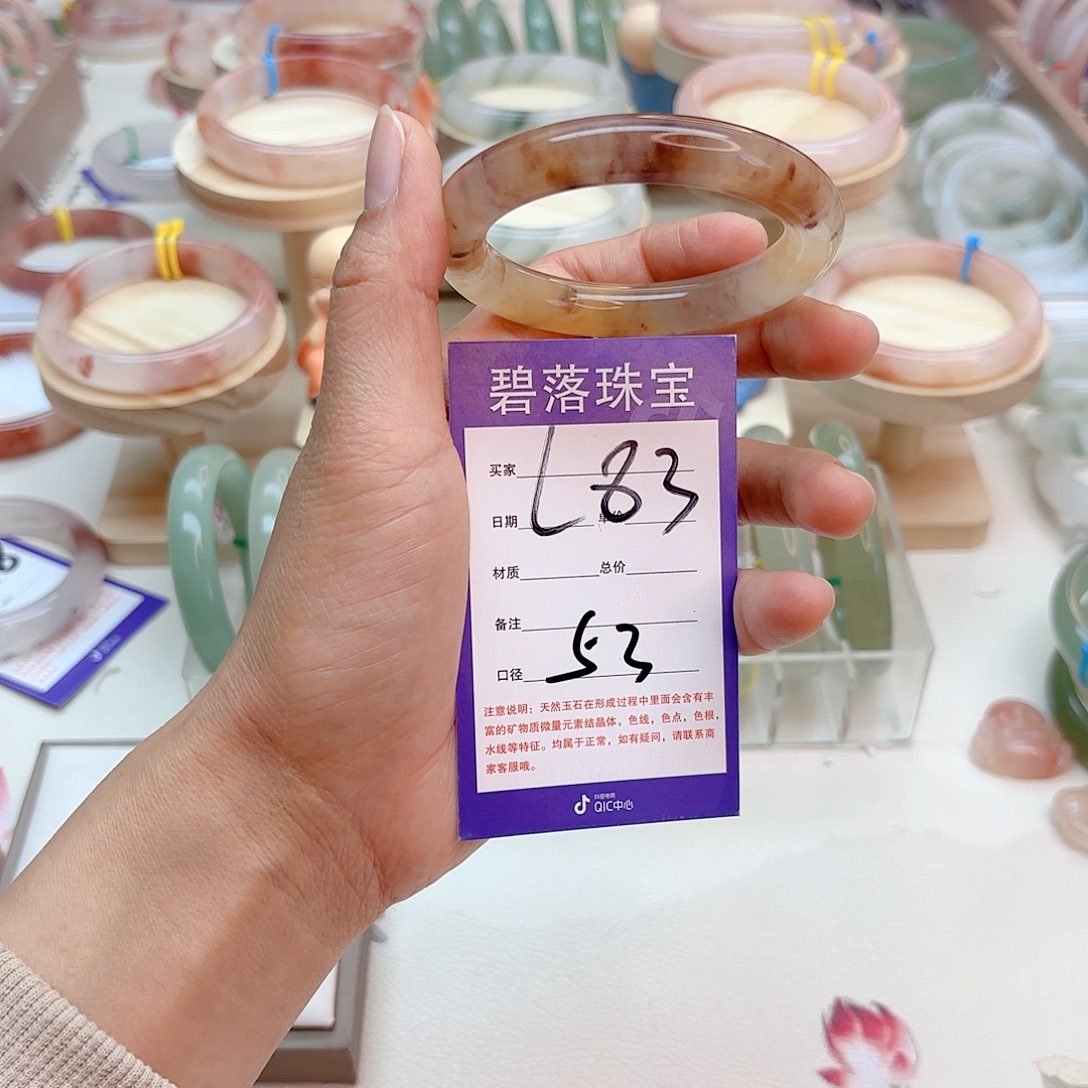 碧落珠宝
买家
L83
日期
材质 总价
备注
53
口径
注意说明：天然玉石在形成过程中里面会含有丰
富的矿物质微量元素结晶体，色线，色点，色根，
水线等特征。均属于正常，如有疑问，请联系商
家客服哦。
抖音电商
QIC中心